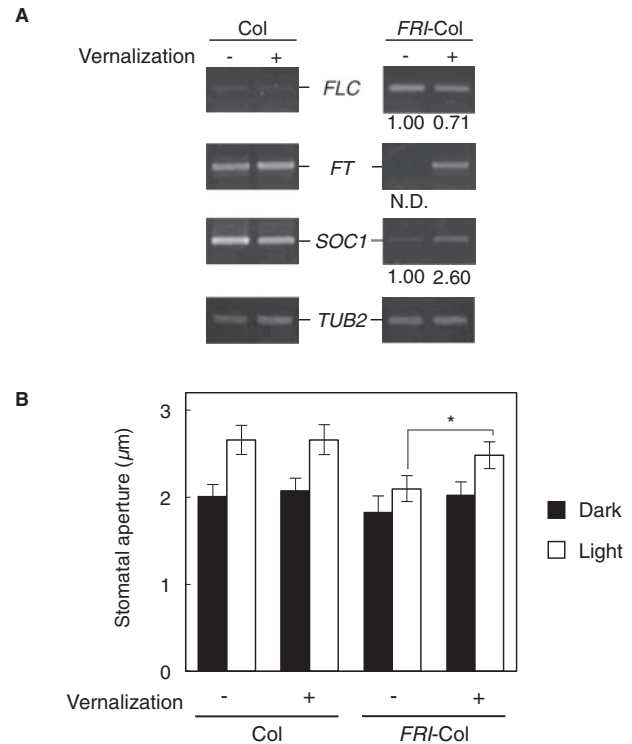 A
Col
FRI-Col
Vernalization - + - +
FLC
1.00 0.71
FT
N.D.
SOC1
1.00 2.60
TUB2
B
3
2
1
0
Stomatal aperture (µm)
*
Dark
Light
Vernalization - + - +
Col
FRI-Col